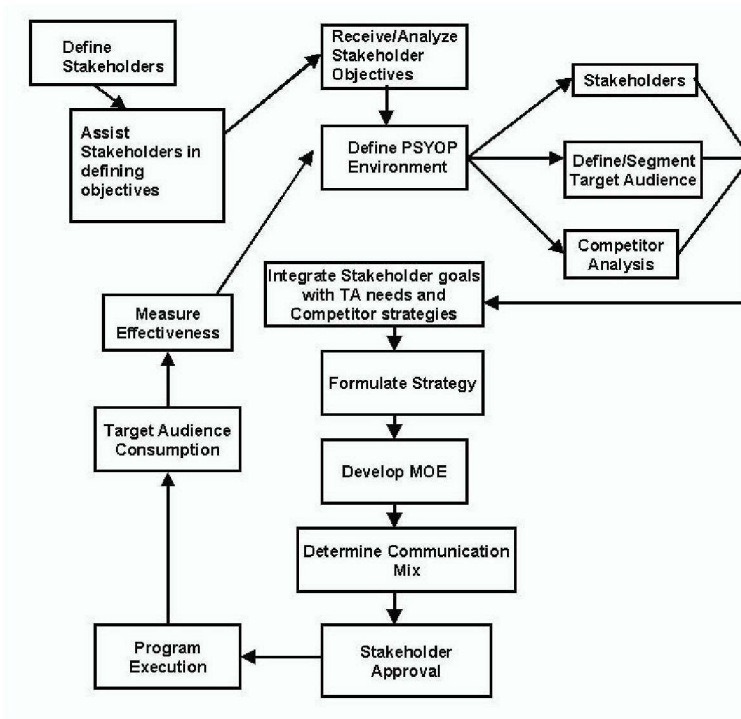 Define
Stakeholders
Assist
Stakeholders in
defining
objectives
Receive/Analyze
Stakeholder
Objectives
Define PSYOP
Environment
Stakeholders
Define/Segment
Target Audience
Competitor
Analysis
Integrate Stakeholder goals
with TA needs and
Competitor strategies
Formulate Strategy
Develop MOE
Determine Communication
Mix
Stakeholder
Approval
Program
Execution
Target Audience
Consumption
Measure
Effectiveness